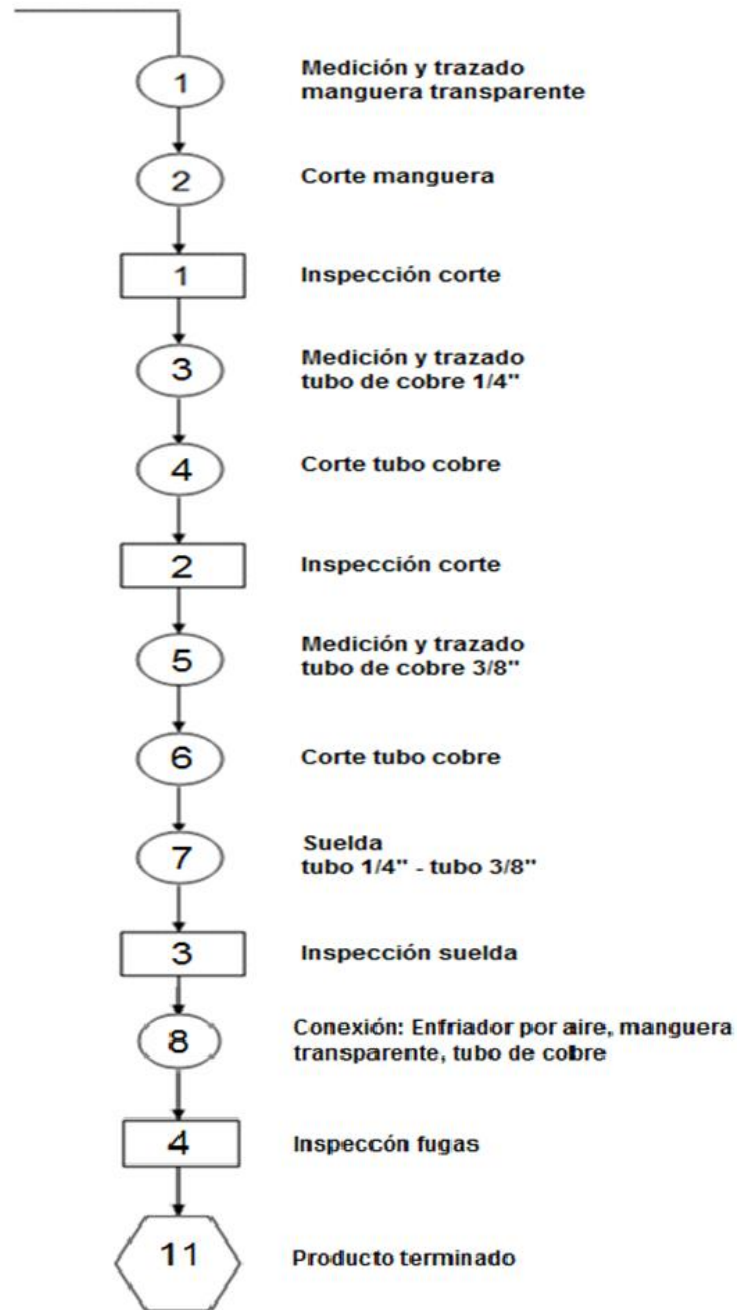 1
Medición y trazado
manguera transparente
2
Corte manguera
1
Inspección corte
3
Medición y trazado
tubo de cobre 1/4"
4
Corte tubo cobre
2
Inspección corte
5
Medición y trazado
tubo de cobre 3/8"
6
Corte tubo cobre
7
Suelda
tubo 1/4" - tubo 3/8"
3
Inspección suelda
8
Conexión: Enfriador por aire, manguera
transparente, tubo de cobre
4
Inspeccón fugas
11
Producto terminado